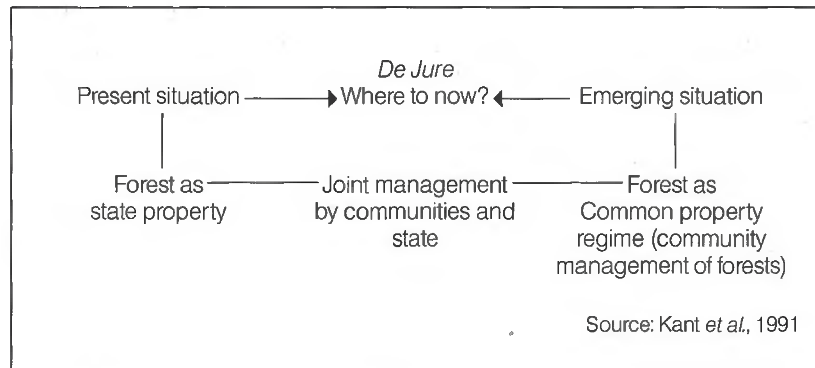 De Jure
Present situation Where to now? Emerging situation
Forest as Joint management Forest as
state property by communities and Common property
state regime (community
management of forests)
Source: Kant et al., 1991